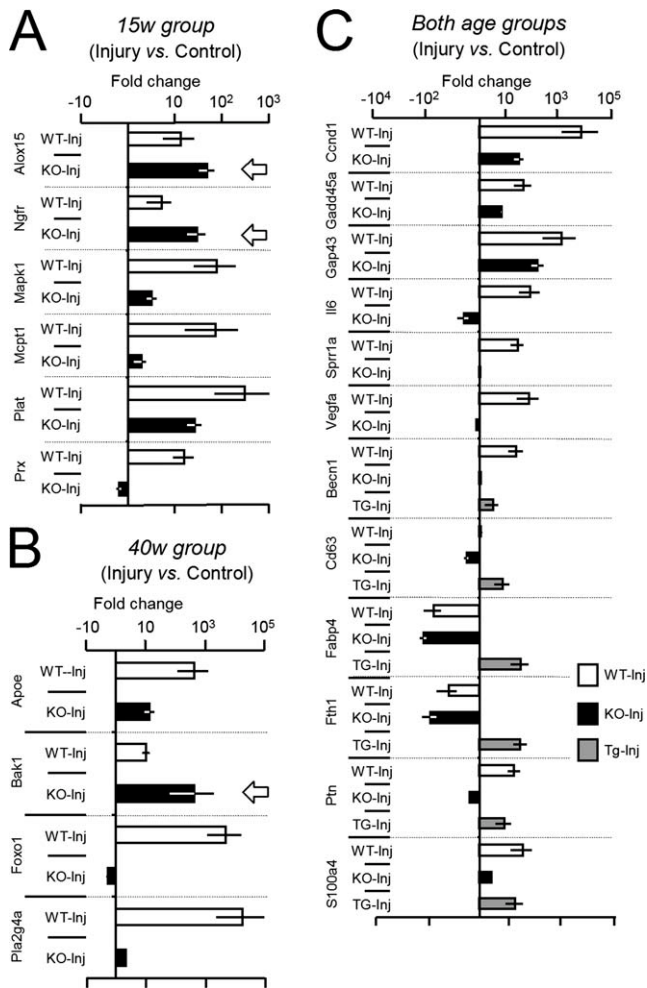 A
15w group
(Injury vs. Control)
Fold change
-10 10 10² 10³
Alox15
WT-Inj
KO-Inj
Ngfr
WT-Inj
KO-Inj
Mapk1
WT-Inj
KO-Inj
Mcpt1
WT-Inj
KO-Inj
Plat
WT-Inj
KO-Inj
Prx
WT-Inj
KO-Inj
B
40w group
(Injury vs. Control)
Fold change
-10 10 10³ 10⁵
Apoe
WT--Inj
KO-Inj
Bak1
WT-Inj
KO-Inj
Foxo1
WT-Inj
KO-Inj
Pla2g4a
WT-Inj
KO-Inj
C
Both age groups
(Injury vs. Control)
Fold change
-10⁴ -10² 10 10³ 10⁵
Ccnd1
WT-Inj
KO-Inj
Gadd45a
WT-Inj
KO-Inj
Gap43
WT-Inj
KO-Inj
Il6
WT-Inj
KO-Inj
Sprr1a
WT-Inj
KO-Inj
Vegfa
WT-Inj
KO-Inj
Becn1
WT-Inj
KO-Inj
TG-Inj
Cd63
WT-Inj
KO-Inj
TG-Inj
Fabp4
WT-Inj
KO-Inj
TG-Inj
Fth1
WT-Inj
KO-Inj
TG-Inj
Ptn
WT-Inj
KO-Inj
TG-Inj
S100a4
WT-Inj
KO-Inj
TG-Inj
WT-Inj
KO-Inj
Tg-Inj